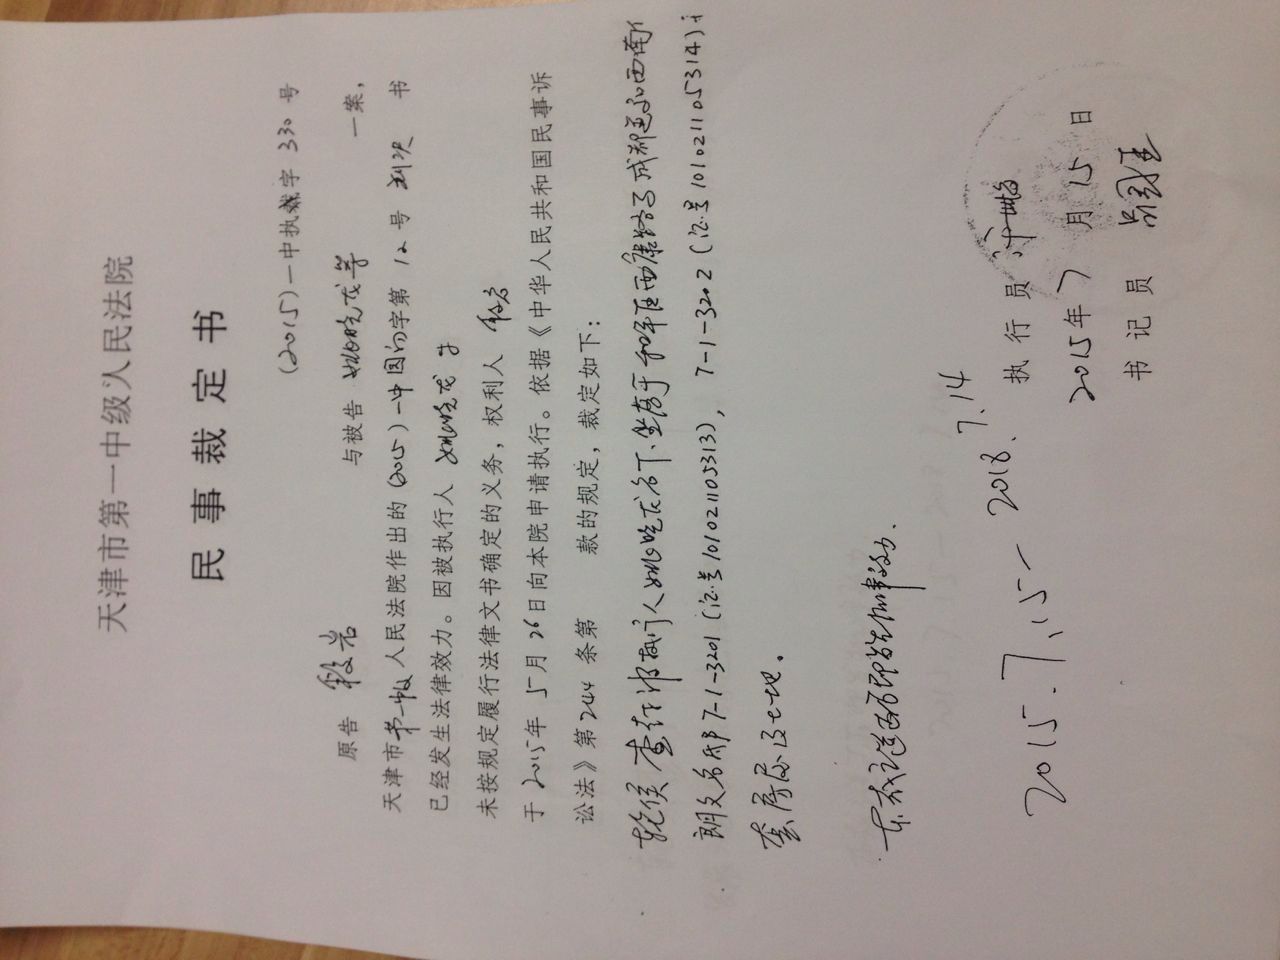 天津市第一中级人民法院
民事裁定书
(2015)一中执裁字 330 号
原告 段岩 与被告 姚晓龙等 一案，
天津市第一中级人民法院作出的 (2015)一中民初字第 12 号 判决 书
已经发生法律效力。因被执行人 姚晓龙 等
未按规定履行法律文书确定的义务，权利人 段岩
于 2015年 5月 26日向本院申请执行。依据《中华人民共和国民事诉
讼法》第244 条第 款的规定，裁定如下：
轮侯查封被执行人姚晓龙名下、坐落于和平区西康路与成都道交口西南
朗文名邸 7-1-3201 (证号101021105313)， 7-1-3202 (证号101021105314)
套房屋及土地。
本裁定送达后即发生法律效力.
2015.7.15－2018.7.14
执行员
2015年 7 月 15 日
书记员